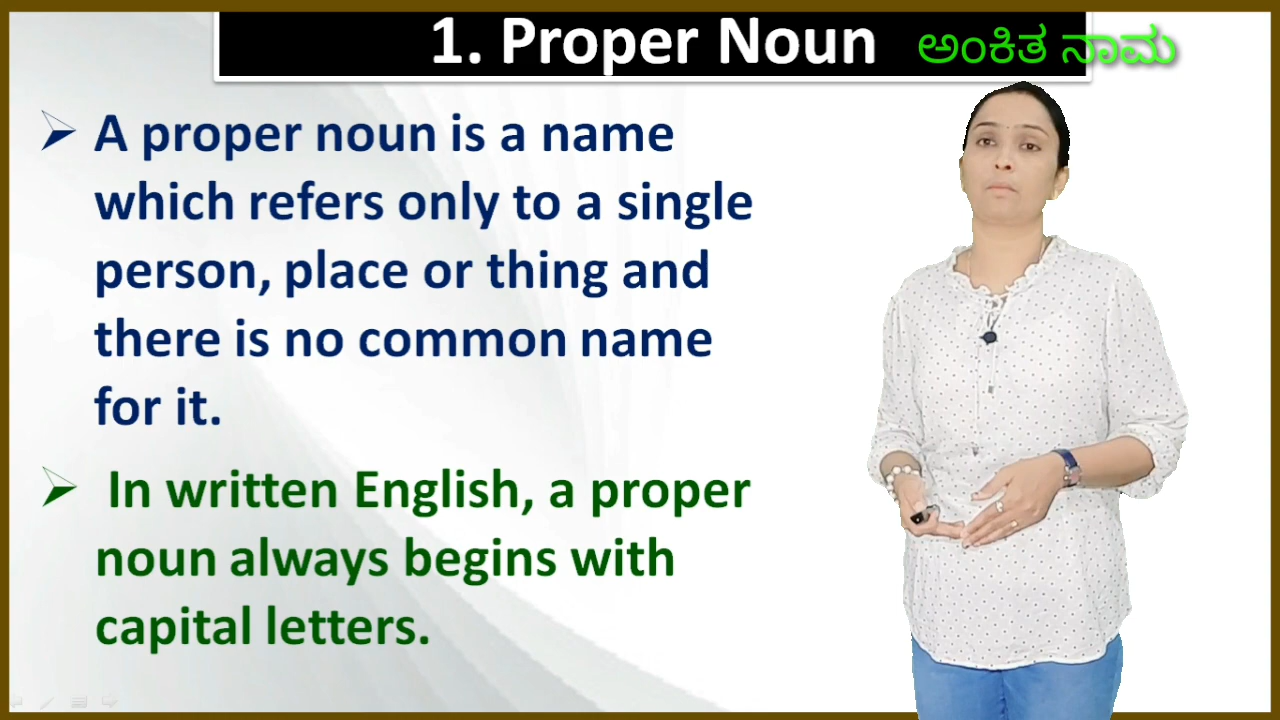 1. Proper Noun ಅಂಕಿತ ನಾಮ
➢ A proper noun is a name
which refers only to a single
person, place or thing and
there is no common name
for it.
➢ In written English, a proper
noun always begins with
capital letters.